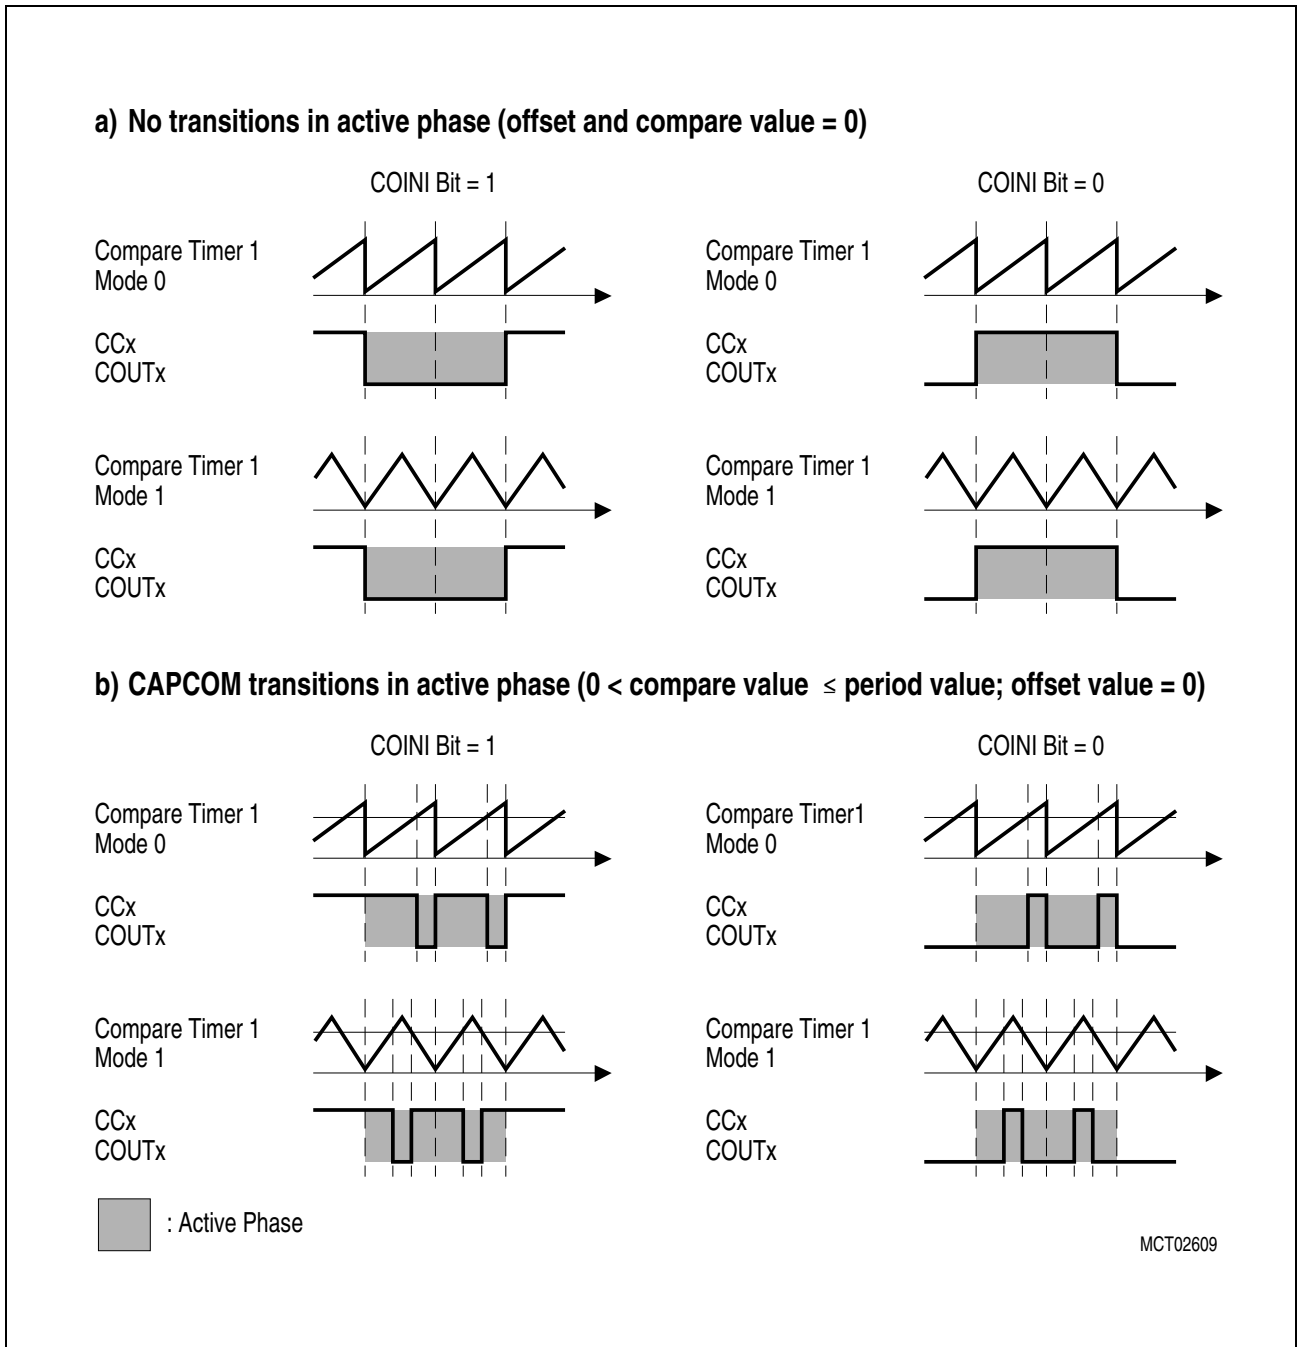 a) No transitions in active phase (offset and compare value = 0)
COINI Bit = 1
COINI Bit = 0
Compare Timer 1
Mode 0
Compare Timer 1
Mode 0
CCx
COUTx
CCx
COUTx
Compare Timer 1
Mode 1
Compare Timer 1
Mode 1
CCx
COUTx
CCx
COUTx
b) CAPCOM transitions in active phase (0 < compare value ≤ period value; offset value = 0)
COINI Bit = 1
COINI Bit = 0
Compare Timer 1
Mode 0
Compare Timer1
Mode 0
CCx
COUTx
CCx
COUTx
Compare Timer 1
Mode 1
Compare Timer 1
Mode 1
CCx
COUTx
CCx
COUTx
: Active Phase
MCT02609